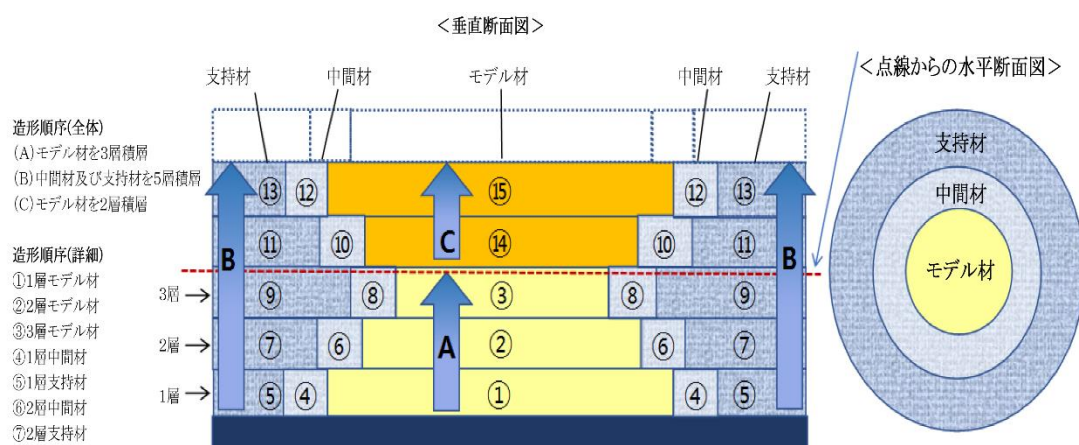 <垂直断面図>
支持材
中間材
モデル材
中間材
支持材
<点線からの水平断面図>
造形順序(全体)
(A)モデル材を3層積層
(B)中間材及び支持材を5層積層
(C)モデル材を2層積層
造形順序(詳細)
①1層モデル材
②2層モデル材
③3層モデル材
④1層中間材
⑤1層支持材
⑥2層中間材
⑦2層支持材
⑬ ⑫ ⑮ ⑫ ⑬
⑪ ⑩ C ⑭ ⑩ ⑪
B B
3層 ⑨ ⑧ ③ ⑧ ⑨
2層 ⑦ ⑥ A ② ⑥ ⑦
1層 ⑤ ④ ① ④ ⑤
支持材
中間材
モデル材